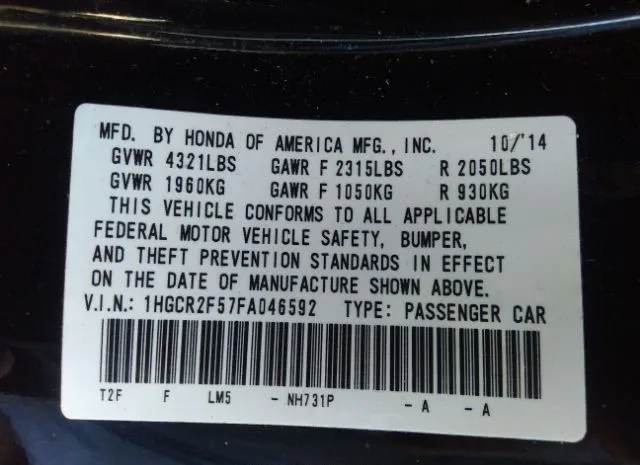 MFD. BY HONDA OF AMERICA MFG., INC. 10/'14
GVWR 4321LBS GAWR F 2315LBS R 2050LBS
GVWR 1960KG GAWR F 1050KG R 930KG
THIS VEHICLE CONFORMS TO ALL APPLICABLE
FEDERAL MOTOR VEHICLE SAFETY, BUMPER,
AND THEFT PREVENTION STANDARDS IN EFFECT
ON THE DATE OF MANUFACTURE SHOWN ABOVE.
V.I.N.: 1HGCR2F57FA046592 TYPE: PASSENGER CAR
T2F F LM5 - NH731P - A - A